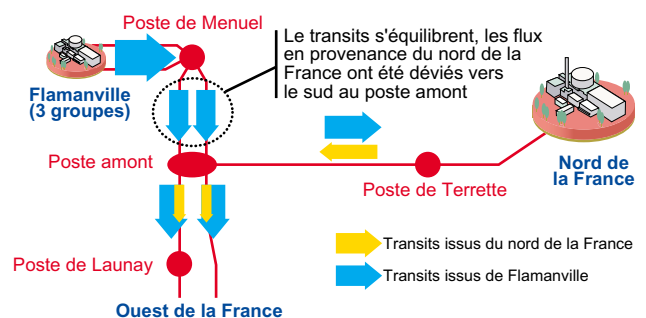 Poste de Menuel
Le transits s'équilibrent, les flux
en provenance du nord de la
France ont été déviés vers
le sud au poste amont
Flamanville
(3 groupes)
Poste amont
Poste de Terrette
Nord de
la France
Transits issus du nord de la France
Poste de Launay
Transits issus de Flamanville
Ouest de la France